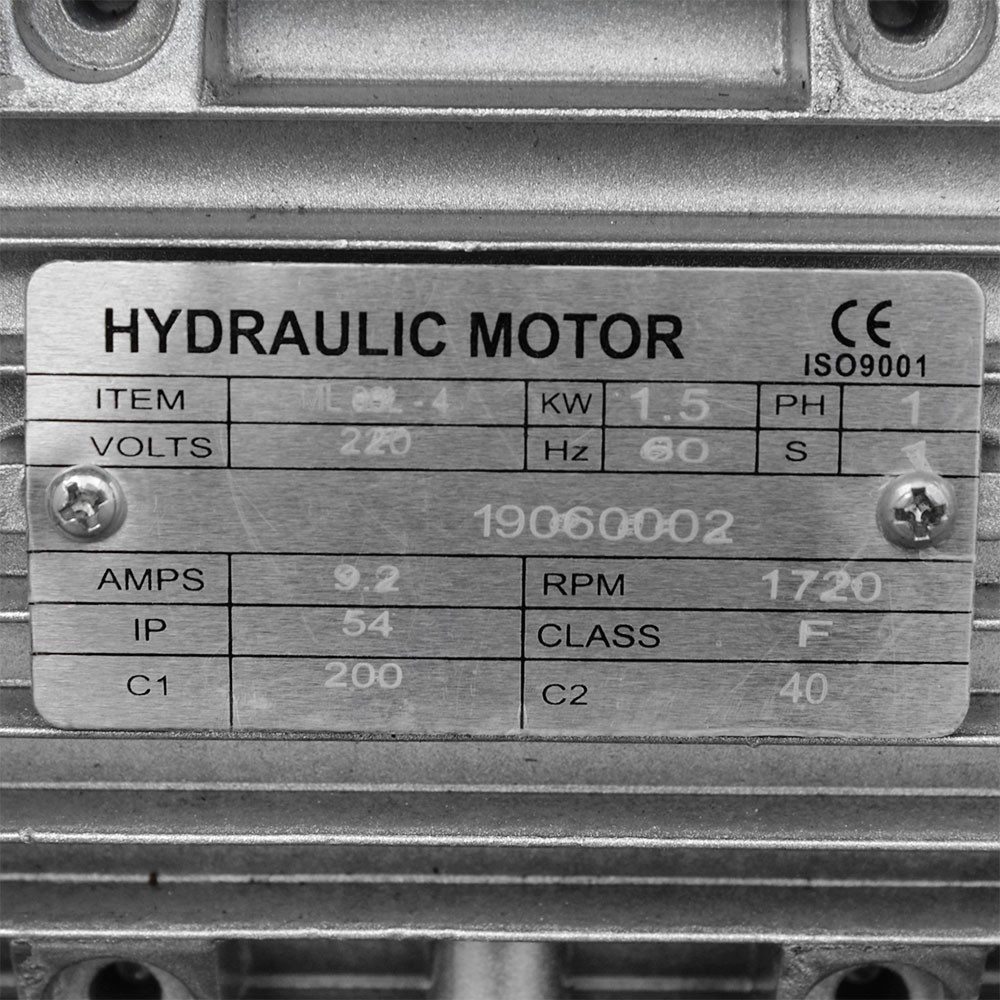 HYDRAULIC MOTOR CE
ISO9001
ITEM KW 1.5 PH 1
VOLTS 220 Hz 60 S 1
19060002
AMPS 9.2 RPM 1720
IP 54 CLASS F
C1 200 C2 40